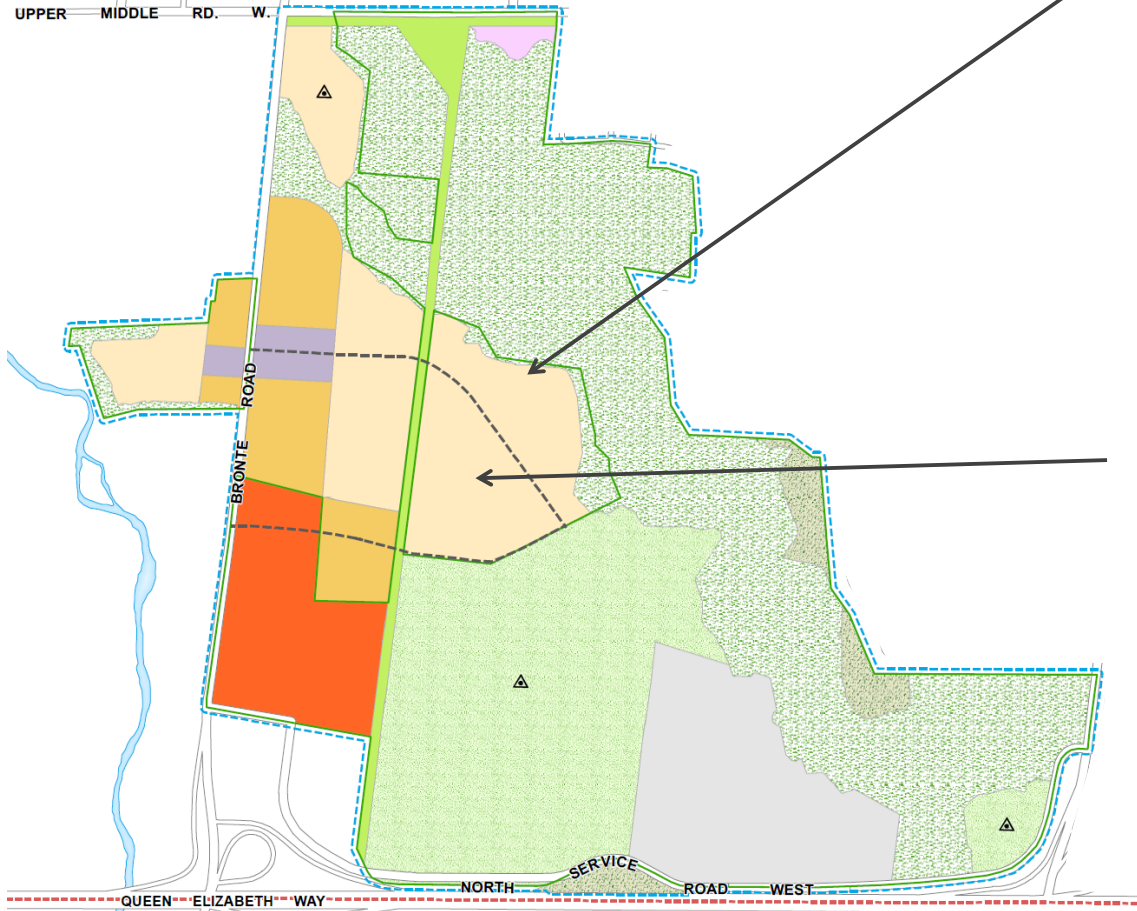 UPPER MIDDLE RD. W.
BRONTE ROAD
NORTH SERVICE ROAD WEST
QUEEN ELIZABETH WAY